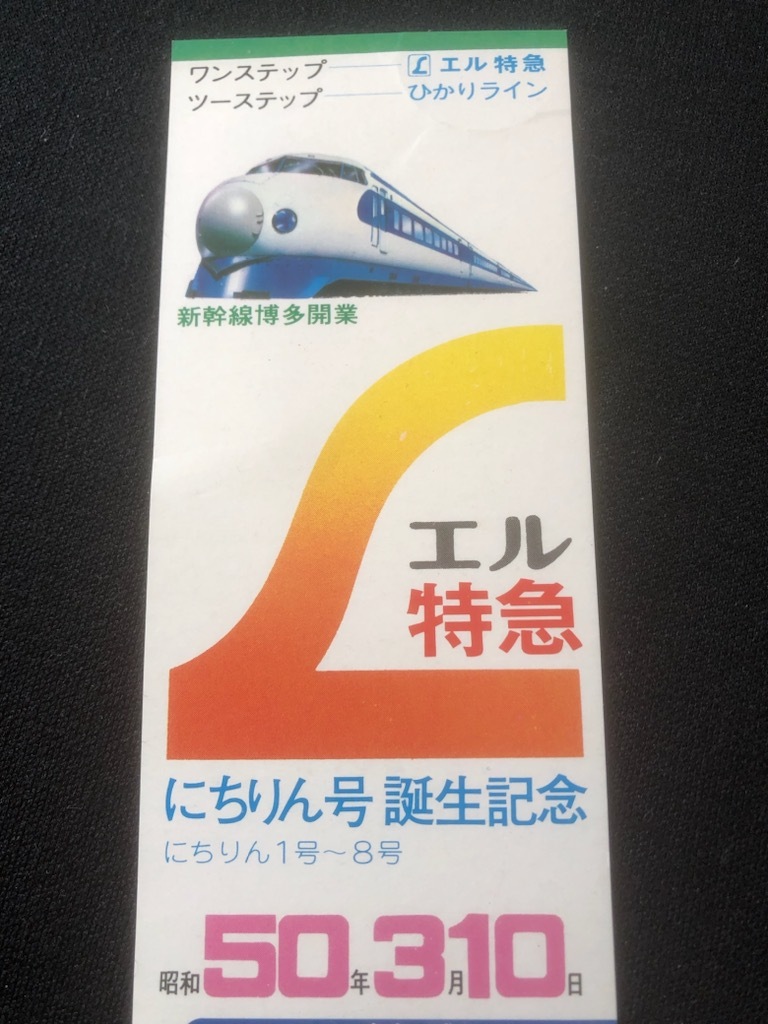 ワンステップ L エル特急
ツーステップ ひかりライン
新幹線博多開業
L
エル
特急
にちりん号 誕生記念
にちりん1号〜8号
昭和50年3月10日